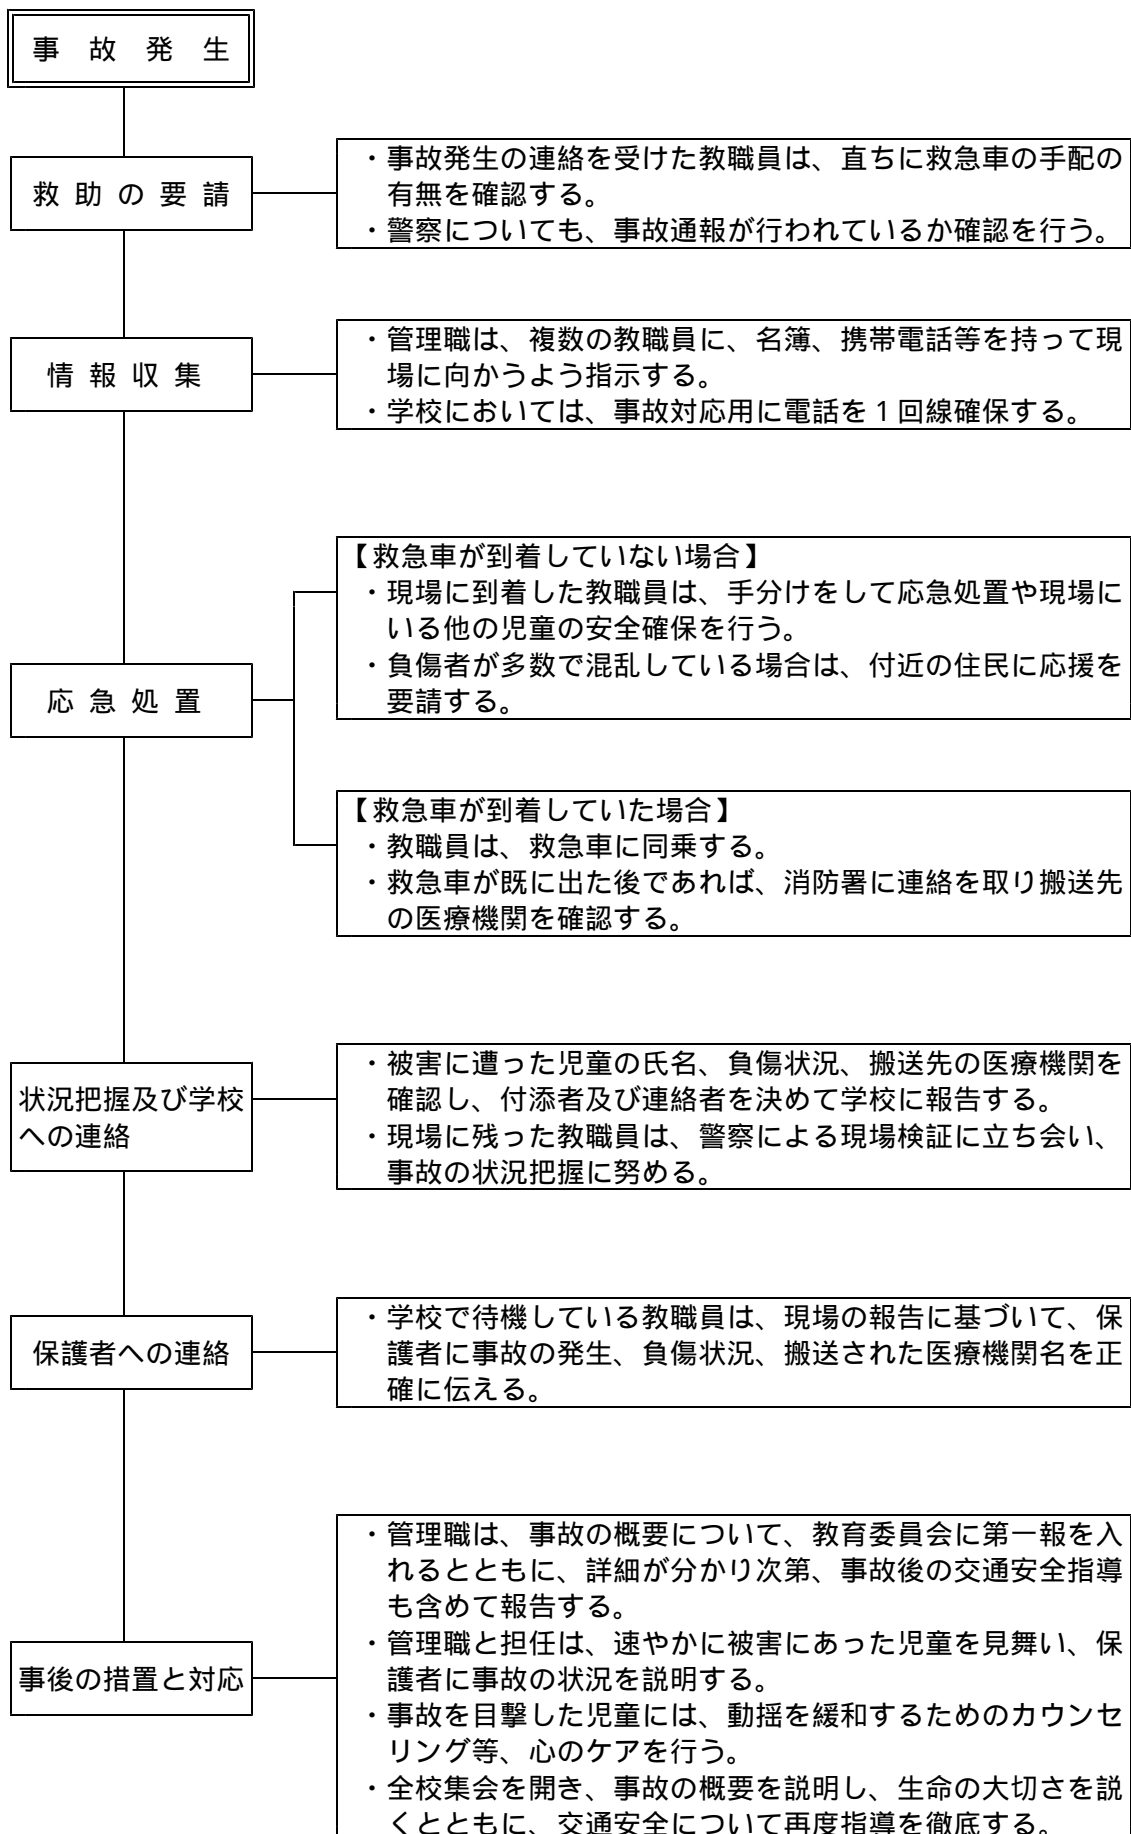 事故発生
救助の要請
・事故発生の連絡を受けた教職員は、直ちに救急車の手配の
有無を確認する。
・警察についても、事故通報が行われているか確認を行う。
情報収集
・管理職は、複数の教職員に、名簿、携帯電話等を持って現
場に向かうよう指示する。
・学校においては、事故対応用に電話を1回線確保する。
応急処置
【救急車が到着していない場合】
・現場に到着した教職員は、手分けをして応急処置や現場に
いる他の児童の安全確保を行う。
・負傷者が多数で混乱している場合は、付近の住民に応援を
要請する。
【救急車が到着していた場合】
・教職員は、救急車に同乗する。
・救急車が既に出た後であれば、消防署に連絡を取り搬送先
の医療機関を確認する。
状況把握及び学校
への連絡
・被害に遭った児童の氏名、負傷状況、搬送先の医療機関を
確認し、付添者及び連絡者を決めて学校に報告する。
・現場に残った教職員は、警察による現場検証に立ち会い、
事故の状況把握に努める。
保護者への連絡
・学校で待機している教職員は、現場の報告に基づいて、保
護者に事故の発生、負傷状況、搬送された医療機関名を正
確に伝える。
事後の措置と対応
・管理職は、事故の概要について、教育委員会に第一報を入
れるとともに、詳細が分かり次第、事故後の交通安全指導
も含めて報告する。
・管理職と担任は、速やかに被害にあった児童を見舞い、保
護者に事故の状況を説明する。
・事故を目撃した児童には、動揺を緩和するためのカウンセ
リング等、心のケアを行う。
・全校集会を開き、事故の概要を説明し、生命の大切さを説
くとともに、交通安全について再度指導を徹底する。